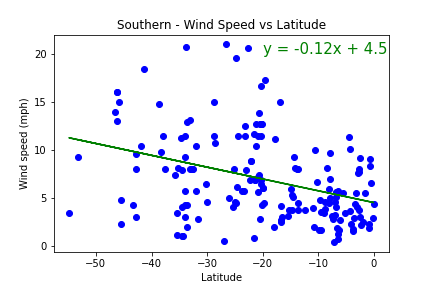 Southern - Wind Speed vs Latitude
y = -0.12x + 4.5
20
15
10
5
0
Wind speed (mph)
−50 −40 −30 −20 −10 0
Latitude